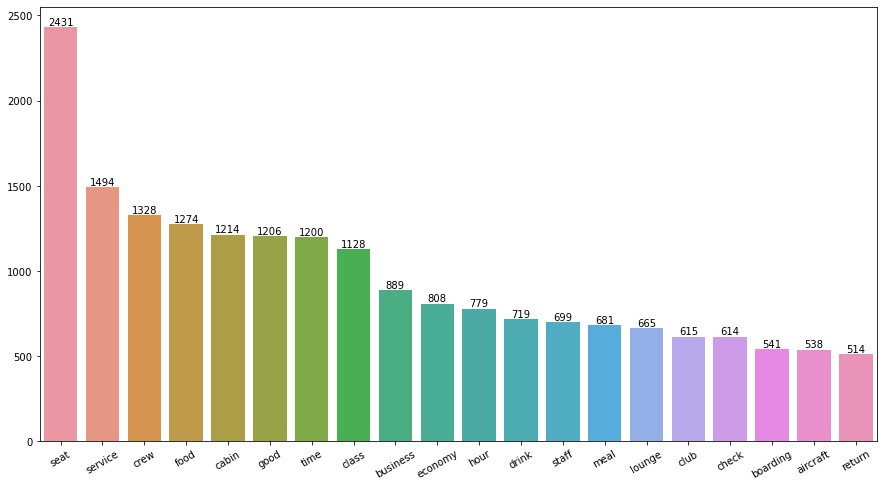 2500
2000
1500
1000
500
0
2431
1494
1328
1274
1214
1206
1200
1128
889
808
779
719
699
681
665
615
614
541
538
514
seat
service
crew
food
cabin
good
time
class
business
economy
hour
drink
staff
meal
lounge
club
check
boarding
aircraft
return